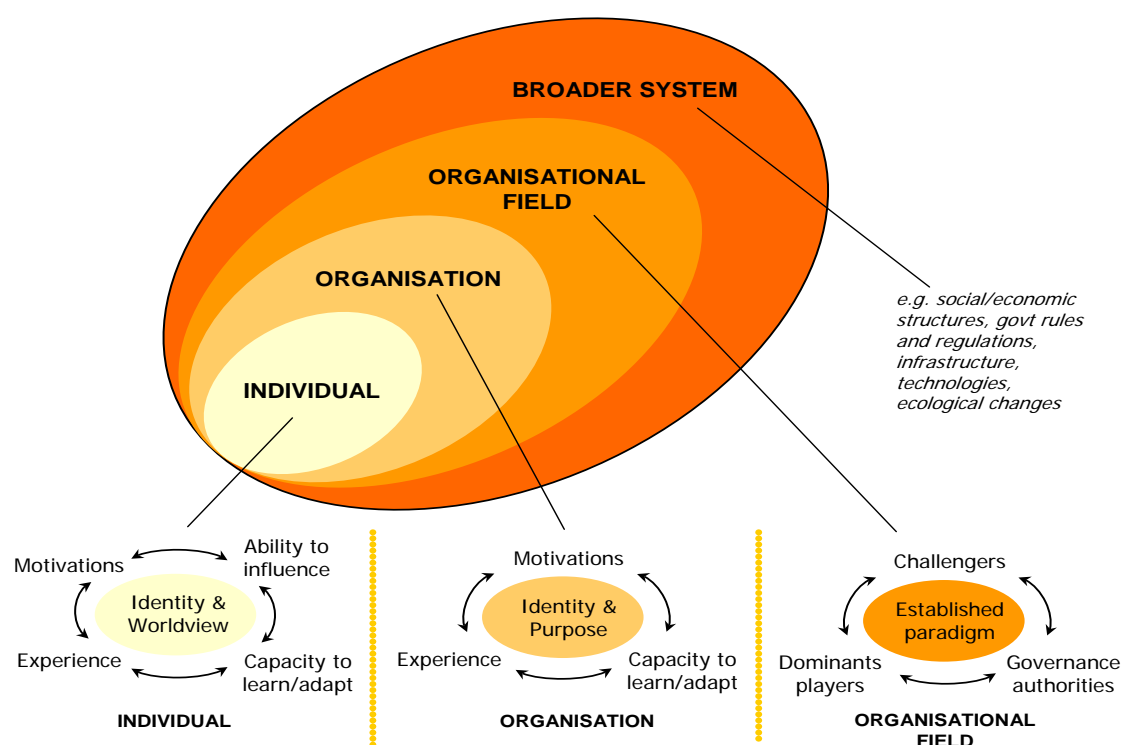 BROADER SYSTEM
ORGANISATIONAL
FIELD
ORGANISATION
INDIVIDUAL
e.g. social/economic
structures, govt rules
and regulations,
infrastructure,
technologies,
ecological changes
Motivations
Ability to
influence
Identity &
Worldview
Experience
Capacity to
learn/adapt
INDIVIDUAL
Motivations
Identity &
Purpose
Experience
Capacity to
learn/adapt
ORGANISATION
Challengers
Established
paradigm
Dominants
players
Governance
authorities
ORGANISATIONAL
FIELD